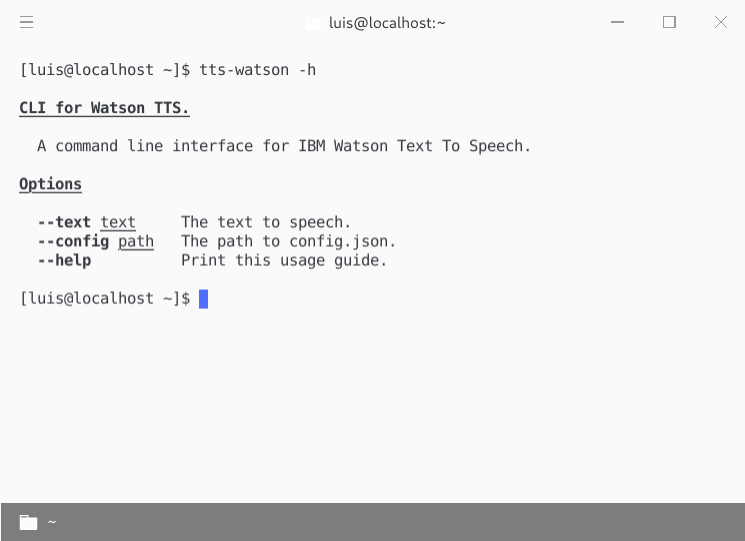 luis@localhost:~
[luis@localhost ~]$ tts-watson -h
CLI for Watson TTS.
A command line interface for IBM Watson Text To Speech.
Options
--text text The text to speech.
--config path The path to config.json.
--help Print this usage guide.
[luis@localhost ~]$
~